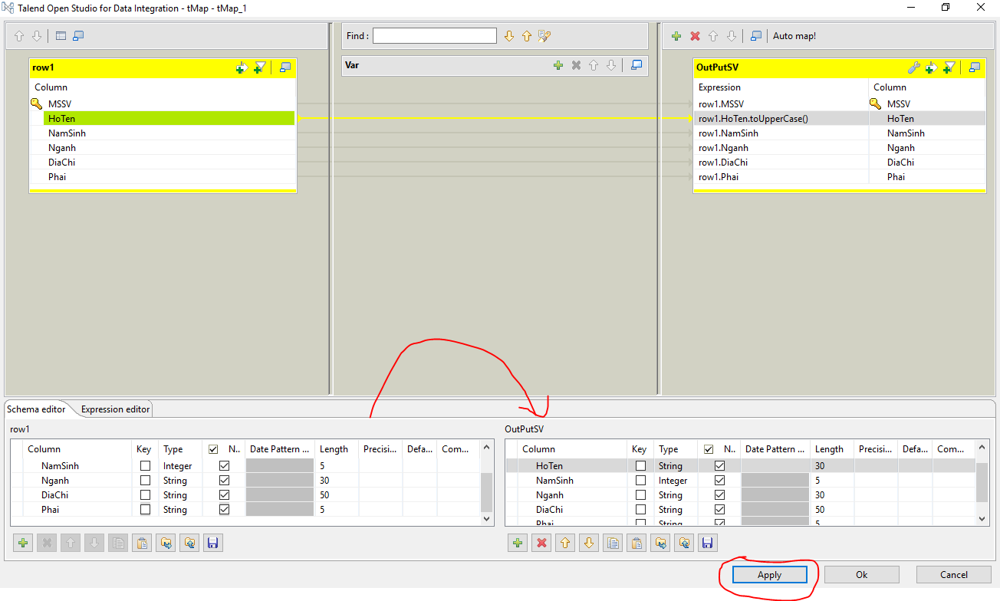 Talend Open Studio for Data Integration - tMap - tMap_1
Find :
Auto map!
row1
Column
MSSV
HoTen
NamSinh
Nganh
DiaChi
Phai
Var
OutPutSV
Expression Column
row1.MSSV MSSV
row1.HoTen.toUpperCase() HoTen
row1.NamSinh NamSinh
row1.Nganh Nganh
row1.DiaChi DiaChi
row1.Phai Phai
Schema editor Expression editor
row1
Column Key Type N.. Date Pattern ... Length Precisi... Defa... Com...
NamSinh Integer 5
Nganh String 30
DiaChi String 50
Phai String 5
OutPutSV
Column Key Type N.. Date Pattern ... Length Precisi... Defa... Com...
HoTen String 30
NamSinh Integer 5
Nganh String 30
DiaChi String 50
Phai String 5
Apply Ok Cancel